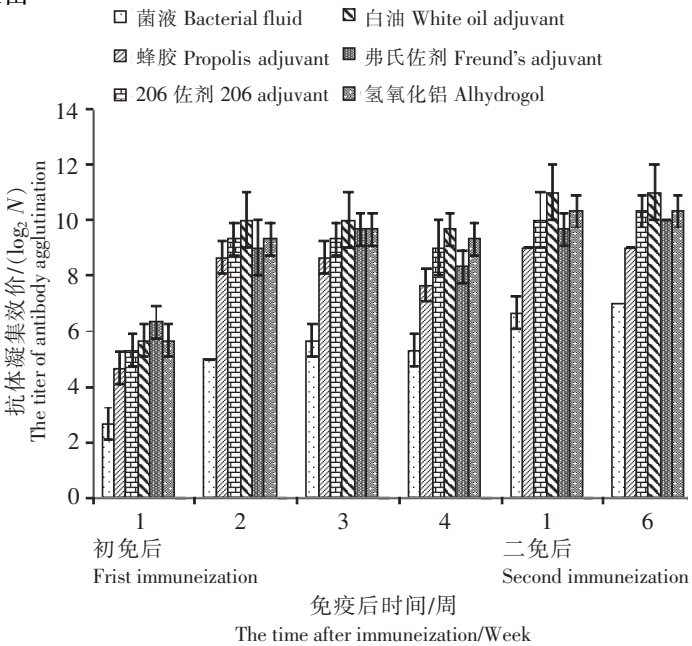 菌液 Bacterial fluid 白油 White oil adjuvant
蜂胶 Propolis adjuvant 弗氏佐剂 Freund's adjuvant
206 佐剂 206 adjuvant 氢氧化铝 Alhydrogol
抗体凝集效价/(log₂ N)
The titer of antibody agglutination
14
12
10
8
6
4
2
0
1 2 3 4 1 6
初免后 二免后
Frist immuneization Second immuneization
免疫后时间/周
The time after immuneization/Week